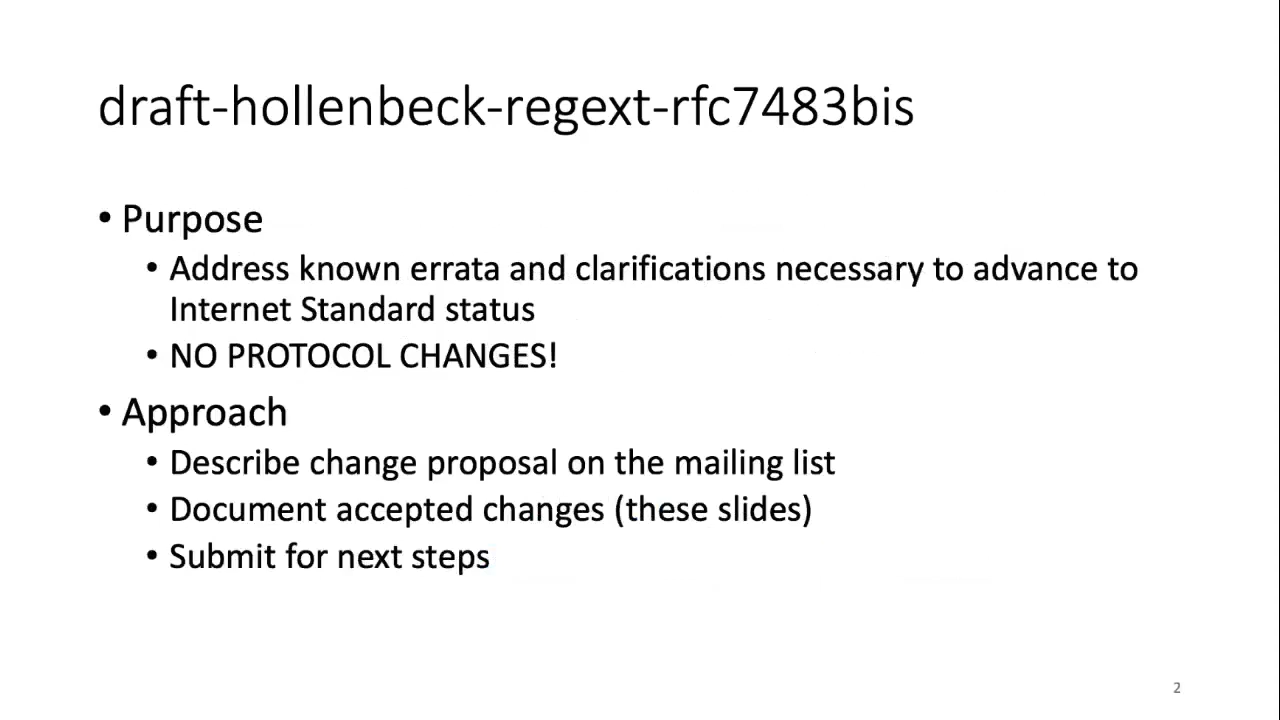 draft-hollenbeck-regext-rfc7483bis
• Purpose
• Address known errata and clarifications necessary to advance to
Internet Standard status
• NO PROTOCOL CHANGES!
• Approach
• Describe change proposal on the mailing list
• Document accepted changes (these slides)
• Submit for next steps
2